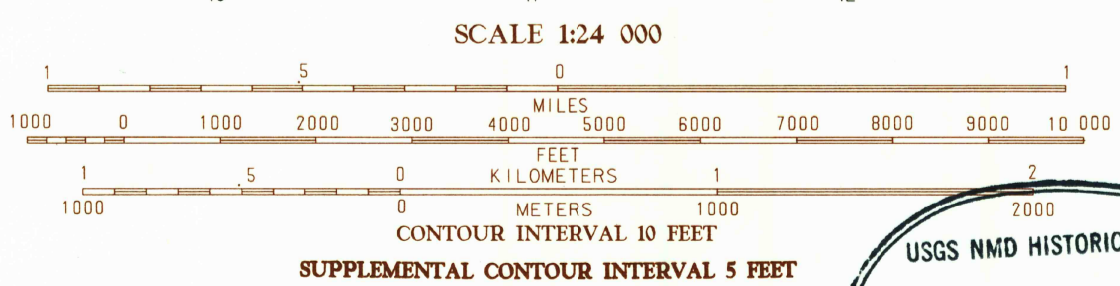 SCALE 1:24 000
1 .5 0 1
MILES
1000 0 1000 2000 3000 4000 5000 6000 7000 8000 9000 10 000
FEET
1 .5 0 KILOMETERS 1 2
1000 0 METERS 1000 2000
CONTOUR INTERVAL 10 FEET
SUPPLEMENTAL CONTOUR INTERVAL 5 FEET
USGS NMD HISTORIC